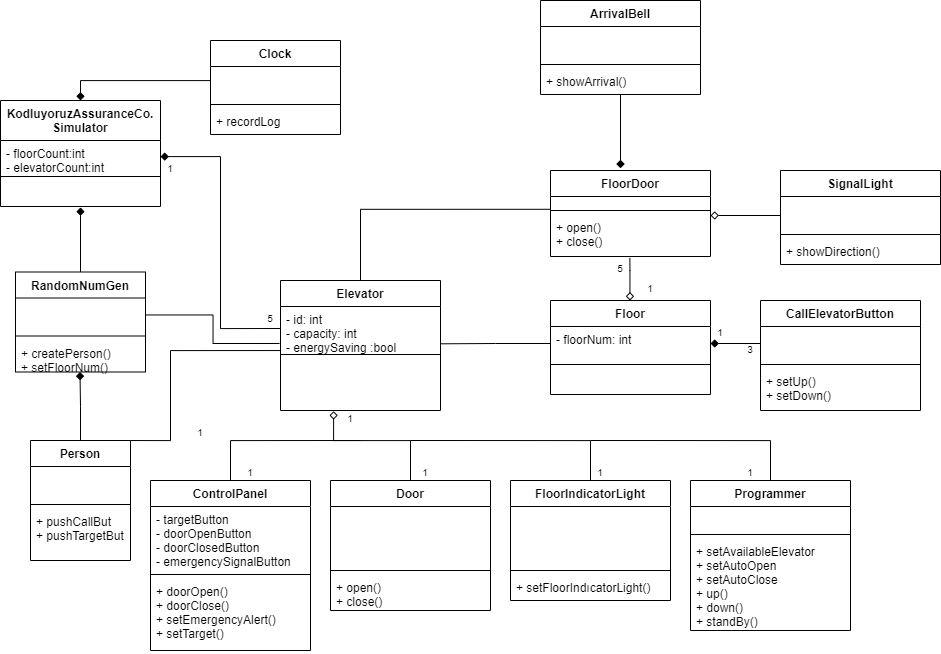 ArrivalBell
+ showArrival()
Clock
+ recordLog
KodluyoruzAssuranceCo.
Simulator
- floorCount:int
- elevatorCount:int
1
FloorDoor
+ open()
+ close()
SignalLight
+ showDirection()
5
1
RandomNumGen
+ createPerson()
+ setFloorNum()
5
Elevator
- id: int
- capacity: int
- energySaving :bool
1
Floor
- floorNum: int
1
3
CallElevatorButton
+ setUp()
+ setDown()
1
Person
+ pushCallBut
+ pushTargetBut
1
ControlPanel
- targetButton
- doorOpenButton
- doorClosedButton
- emergencySignalButton
+ doorOpen()
+ doorClose()
+ setEmergencyAlert()
+ setTarget()
1
Door
+ open()
+ close()
1
FloorIndicatorLight
+ setFloorIndıcatorLight()
1
Programmer
+ setAvailableElevator
+ setAutoOpen
+ setAutoClose
+ up()
+ down()
+ standBy()